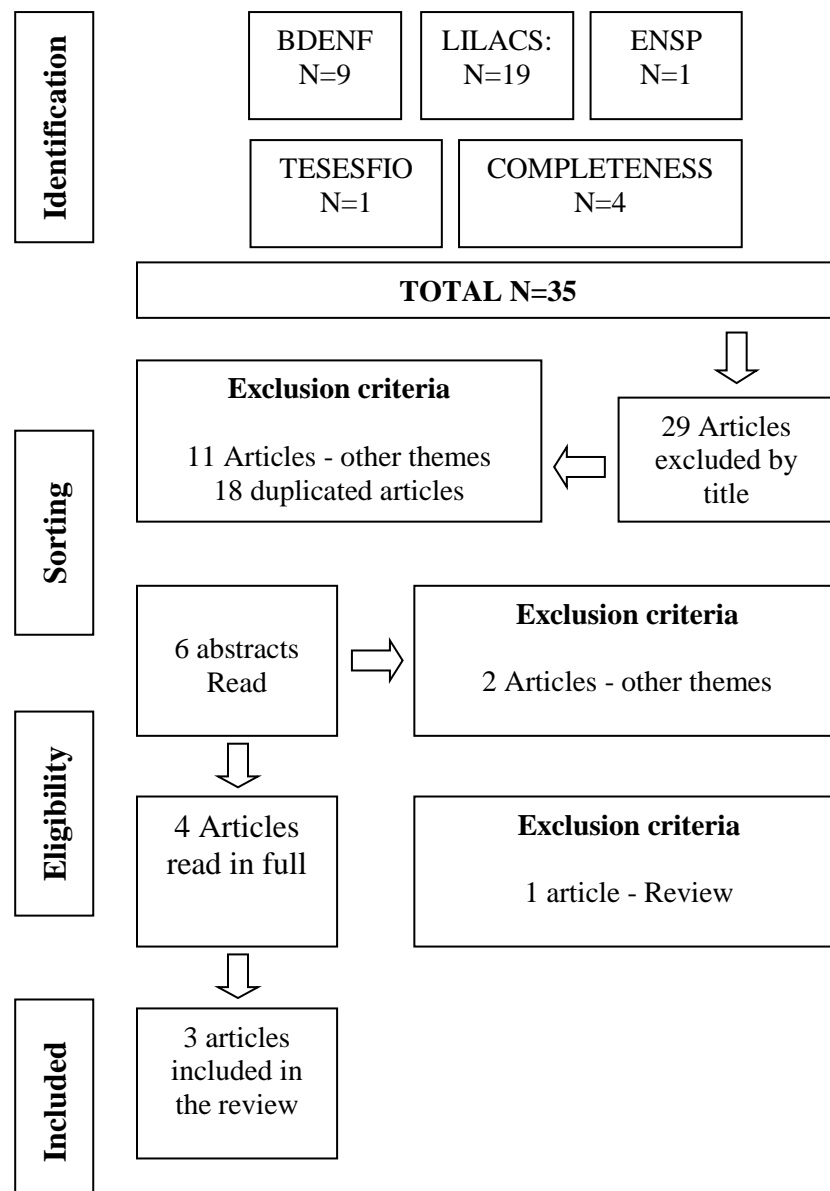 Identification
BDENF
N=9
LILACS:
N=19
ENSP
N=1
TESESFIO
N=1
COMPLETENESS
N=4
TOTAL N=35
Sorting
Exclusion criteria
11 Articles - other themes
18 duplicated articles
29 Articles
excluded by
title
6 abstracts
Read
Exclusion criteria
2 Articles - other themes
Eligibility
4 Articles
read in full
Exclusion criteria
1 article - Review
Included
3 articles
included in
the review